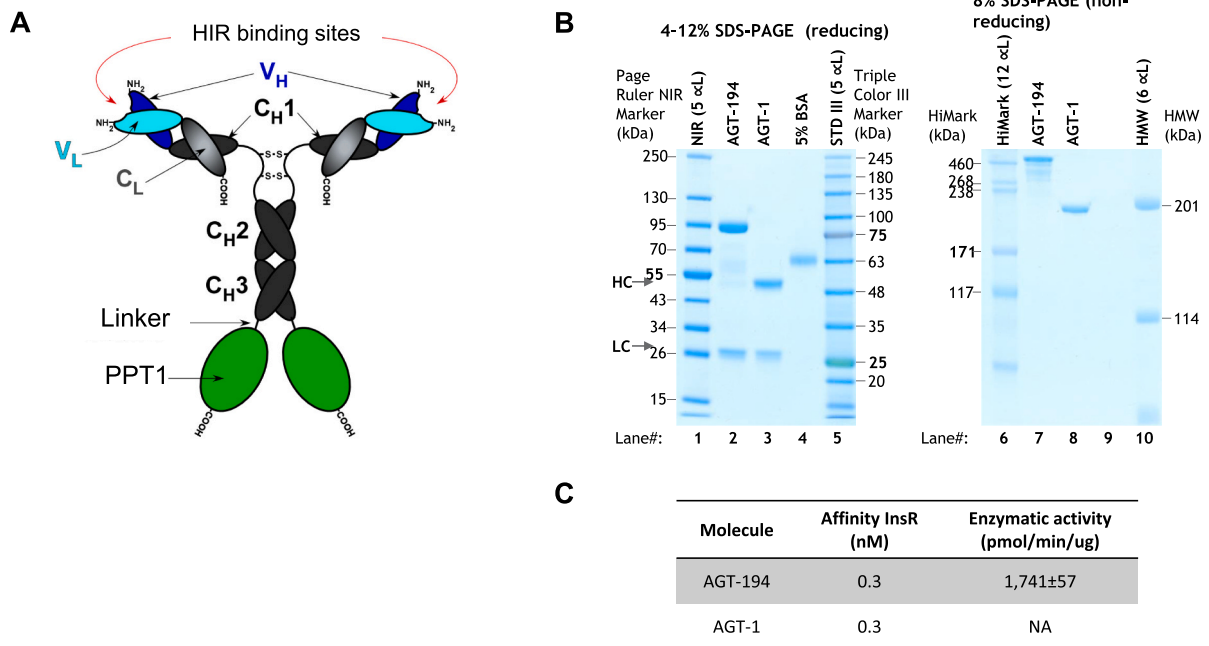 A
HIR binding sites
NH2
VH
NH2
NH2
CH1
NH2
VL
CL
-S-S-
-S-S-
COOH
COOH
CH2
CH3
Linker
PPT1
COOH
COOH
B
4-12% SDS-PAGE (reducing)
8% SDS-PAGE (non-
reducing)
Page
Ruler NIR
Marker
(kDa)
NIR (5 ∝L)
AGT-194
AGT-1
5% BSA
STD III (5 ∝L)
Triple
Color III
Marker
(kDa)
250
130
95
70
55
43
34
26
15
HC
LC
245
180
135
100
75
63
48
35
25
20
Lane#: 1 2 3 4 5
HiMark
(kDa)
HiMark (12 ∝L)
AGT-194
AGT-1
HMW (6 ∝L)
HMW
(kDa)
460
268
238
171
117
201
114
Lane#: 6 7 8 9 10
C
Molecule
Affinity InsR
(nM)
Enzymatic activity
(pmol/min/ug)
AGT-194 0.3 1,741±57
AGT-1 0.3 NA